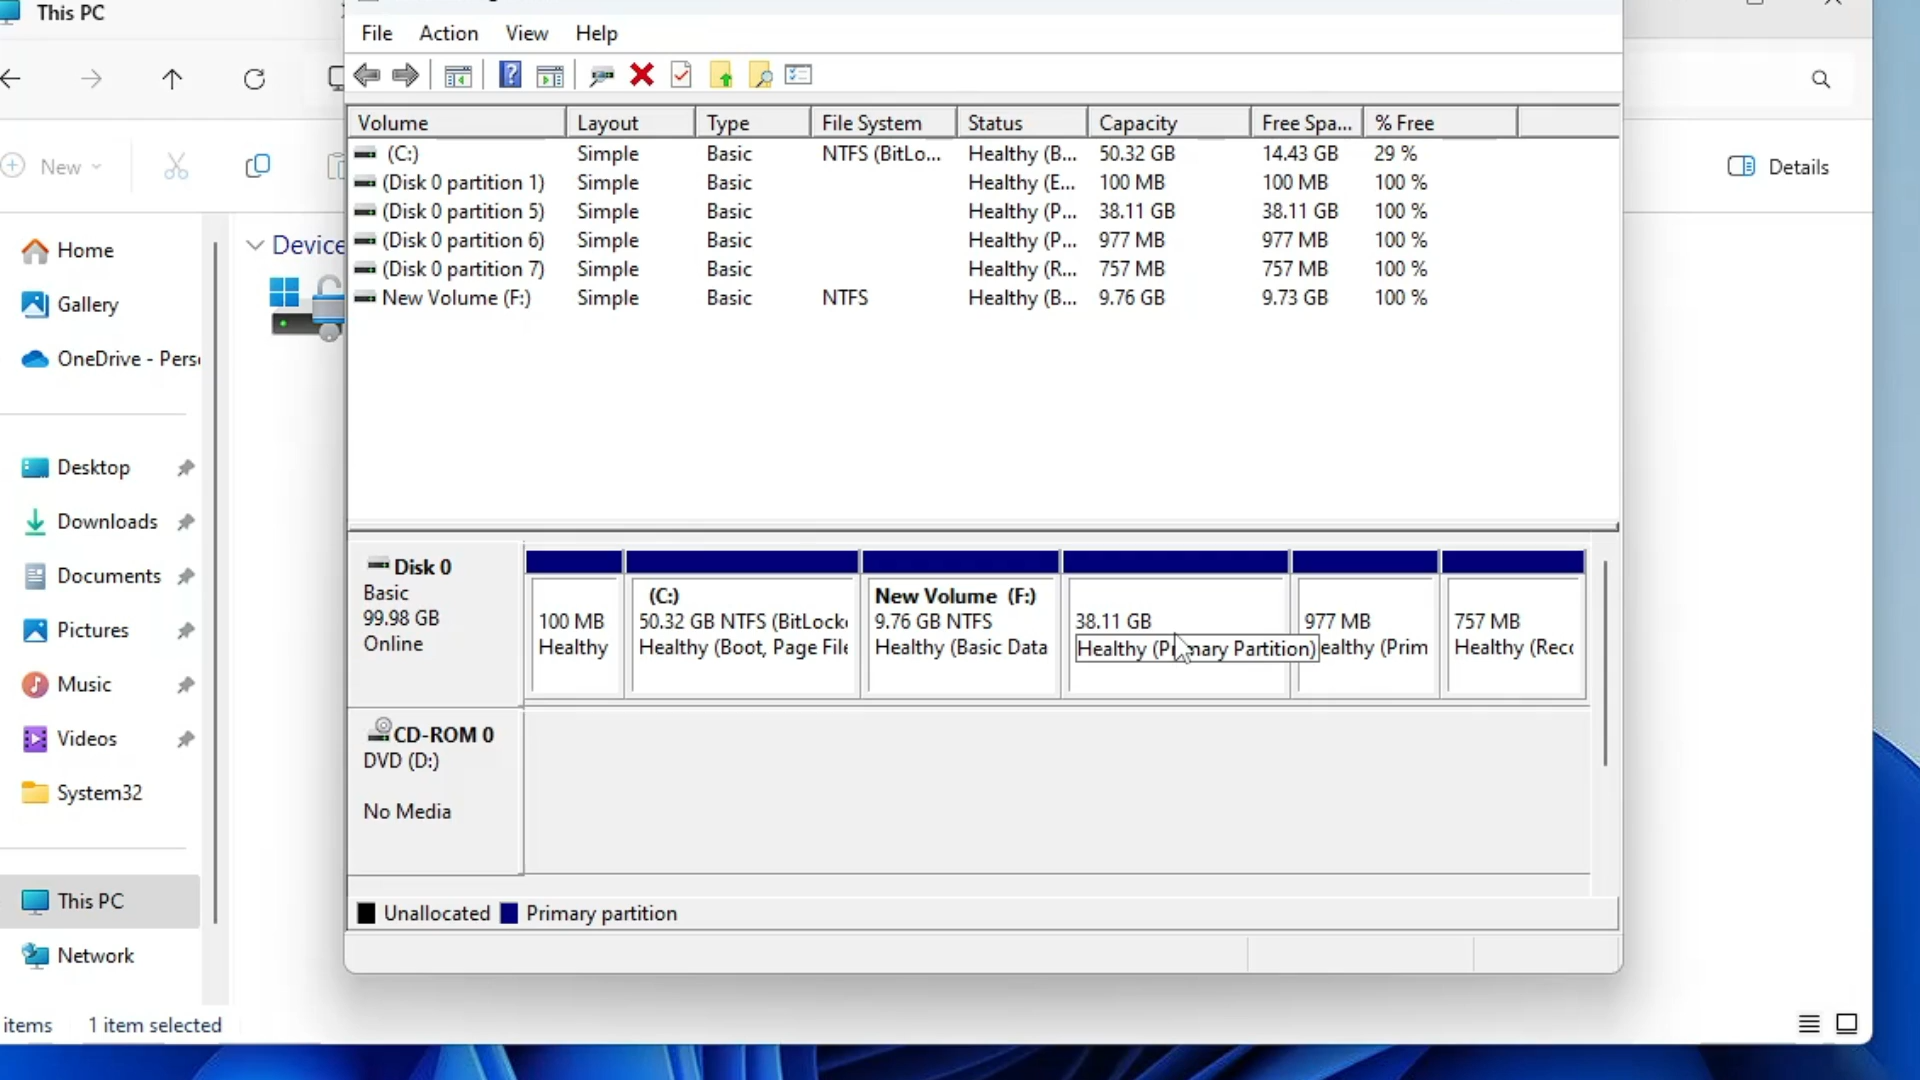 This PC
File Action View Help
Volume Layout Type File System Status Capacity Free Spa... % Free
(C:) Simple Basic NTFS (BitLo... Healthy (B... 50.32 GB 14.43 GB 29 %
(Disk 0 partition 1) Simple Basic Healthy (E... 100 MB 100 MB 100 %
(Disk 0 partition 5) Simple Basic Healthy (P... 38.11 GB 38.11 GB 100 %
(Disk 0 partition 6) Simple Basic Healthy (P... 977 MB 977 MB 100 %
(Disk 0 partition 7) Simple Basic Healthy (R... 757 MB 757 MB 100 %
New Volume (F:) Simple Basic NTFS Healthy (B... 9.76 GB 9.73 GB 100 %
New
Details
Home
Gallery
OneDrive - Pers
Device
Desktop
Downloads
Documents
Pictures
Music
Videos
System32
This PC
Network
Disk 0
Basic
99.98 GB
Online
100 MB
Healthy
(C:)
50.32 GB NTFS (BitLock
Healthy (Boot, Page File
New Volume (F:)
9.76 GB NTFS
Healthy (Basic Data
38.11 GB
Healthy (Primary Partition)
977 MB
ealthy (Prim
757 MB
Healthy (Rec
CD-ROM 0
DVD (D:)
No Media
Unallocated Primary partition
items 1 item selected